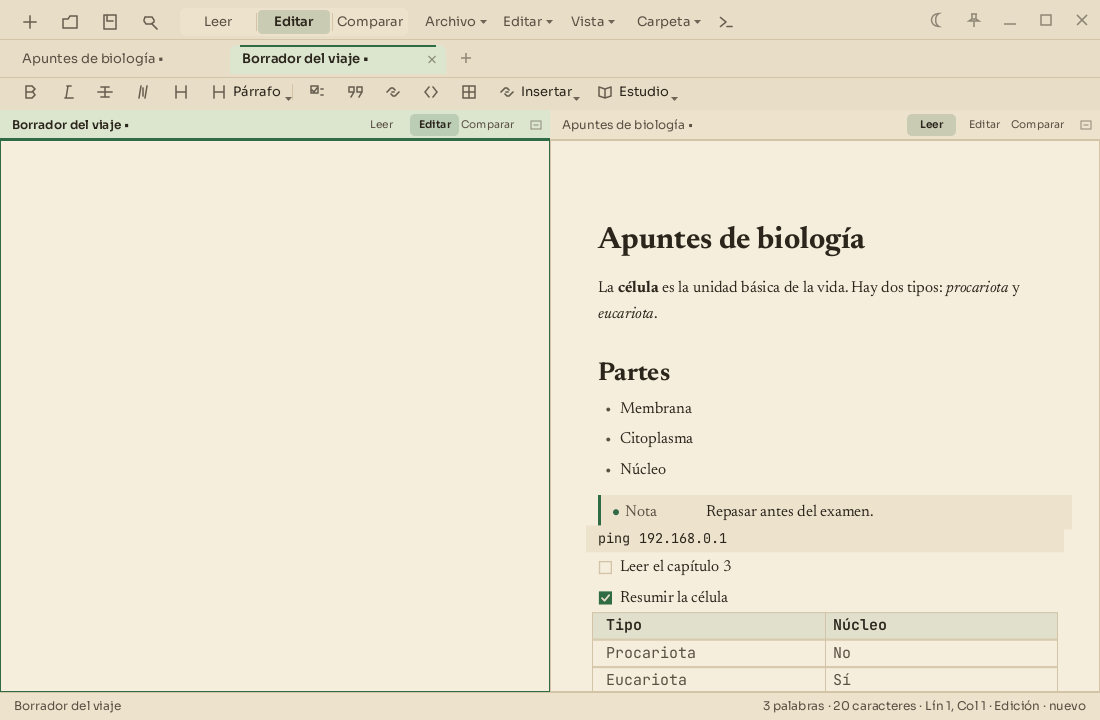 Leer Editar Comparar Archivo Editar Vista Carpeta
Apuntes de biología • Borrador del viaje •
Párrafo Insertar Estudio
Borrador del viaje • Leer Editar Comparar
Apuntes de biología • Leer Editar Comparar
Apuntes de biología
La célula es la unidad básica de la vida. Hay dos tipos: procariota y
eucariota.
Partes
• Membrana
• Citoplasma
• Núcleo
• Nota Repasar antes del examen.
ping 192.168.0.1
Leer el capítulo 3
Resumir la célula
Tipo Núcleo
Procariota No
Eucariota Sí
Borrador del viaje 3 palabras · 20 caracteres · Lín 1, Col 1 · Edición · nuevo